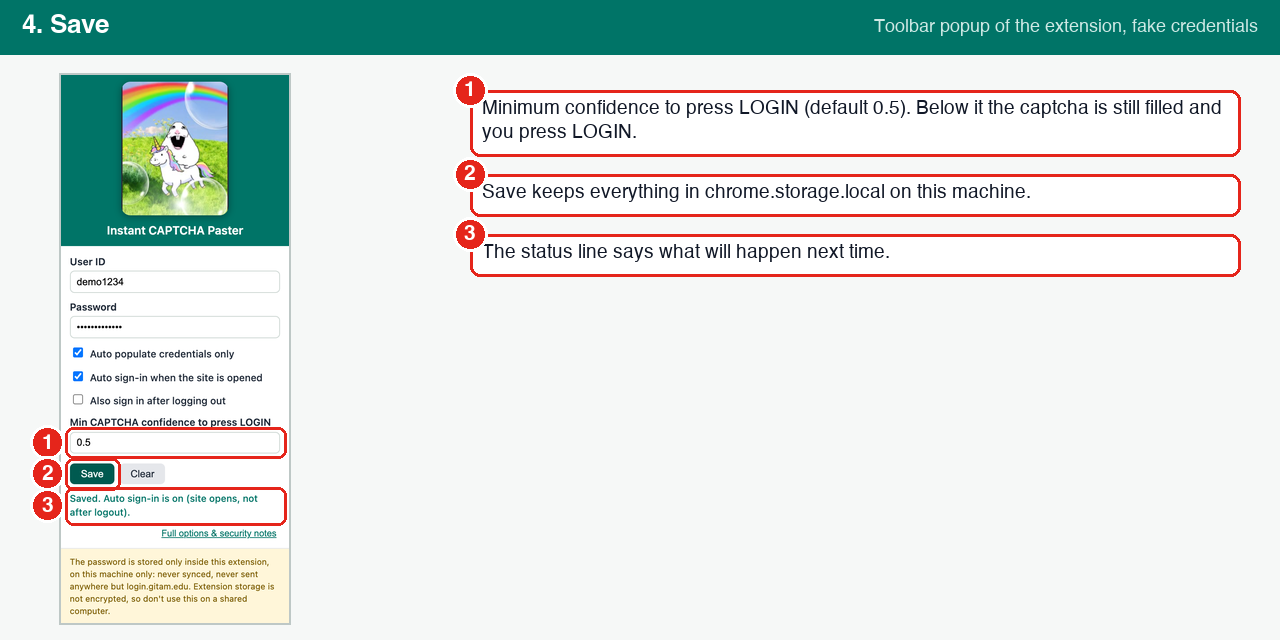 4. Save
Toolbar popup of the extension, fake credentials
Instant CAPTCHA Paster
User ID
demo1234
Password
•••••••••••••
Auto populate credentials only
Auto sign-in when the site is opened
Also sign in after logging out
Min CAPTCHA confidence to press LOGIN
1
0.5
2
Save
Clear
3
Saved. Auto sign-in is on (site opens, not
after logout).
Full options & security notes
The password is stored only inside this extension,
on this machine only: never synced, never sent
anywhere but login.gitam.edu. Extension storage is
not encrypted, so don't use this on a shared
computer.
1
Minimum confidence to press LOGIN (default 0.5). Below it the captcha is still filled and
you press LOGIN.
2
Save keeps everything in chrome.storage.local on this machine.
3
The status line says what will happen next time.